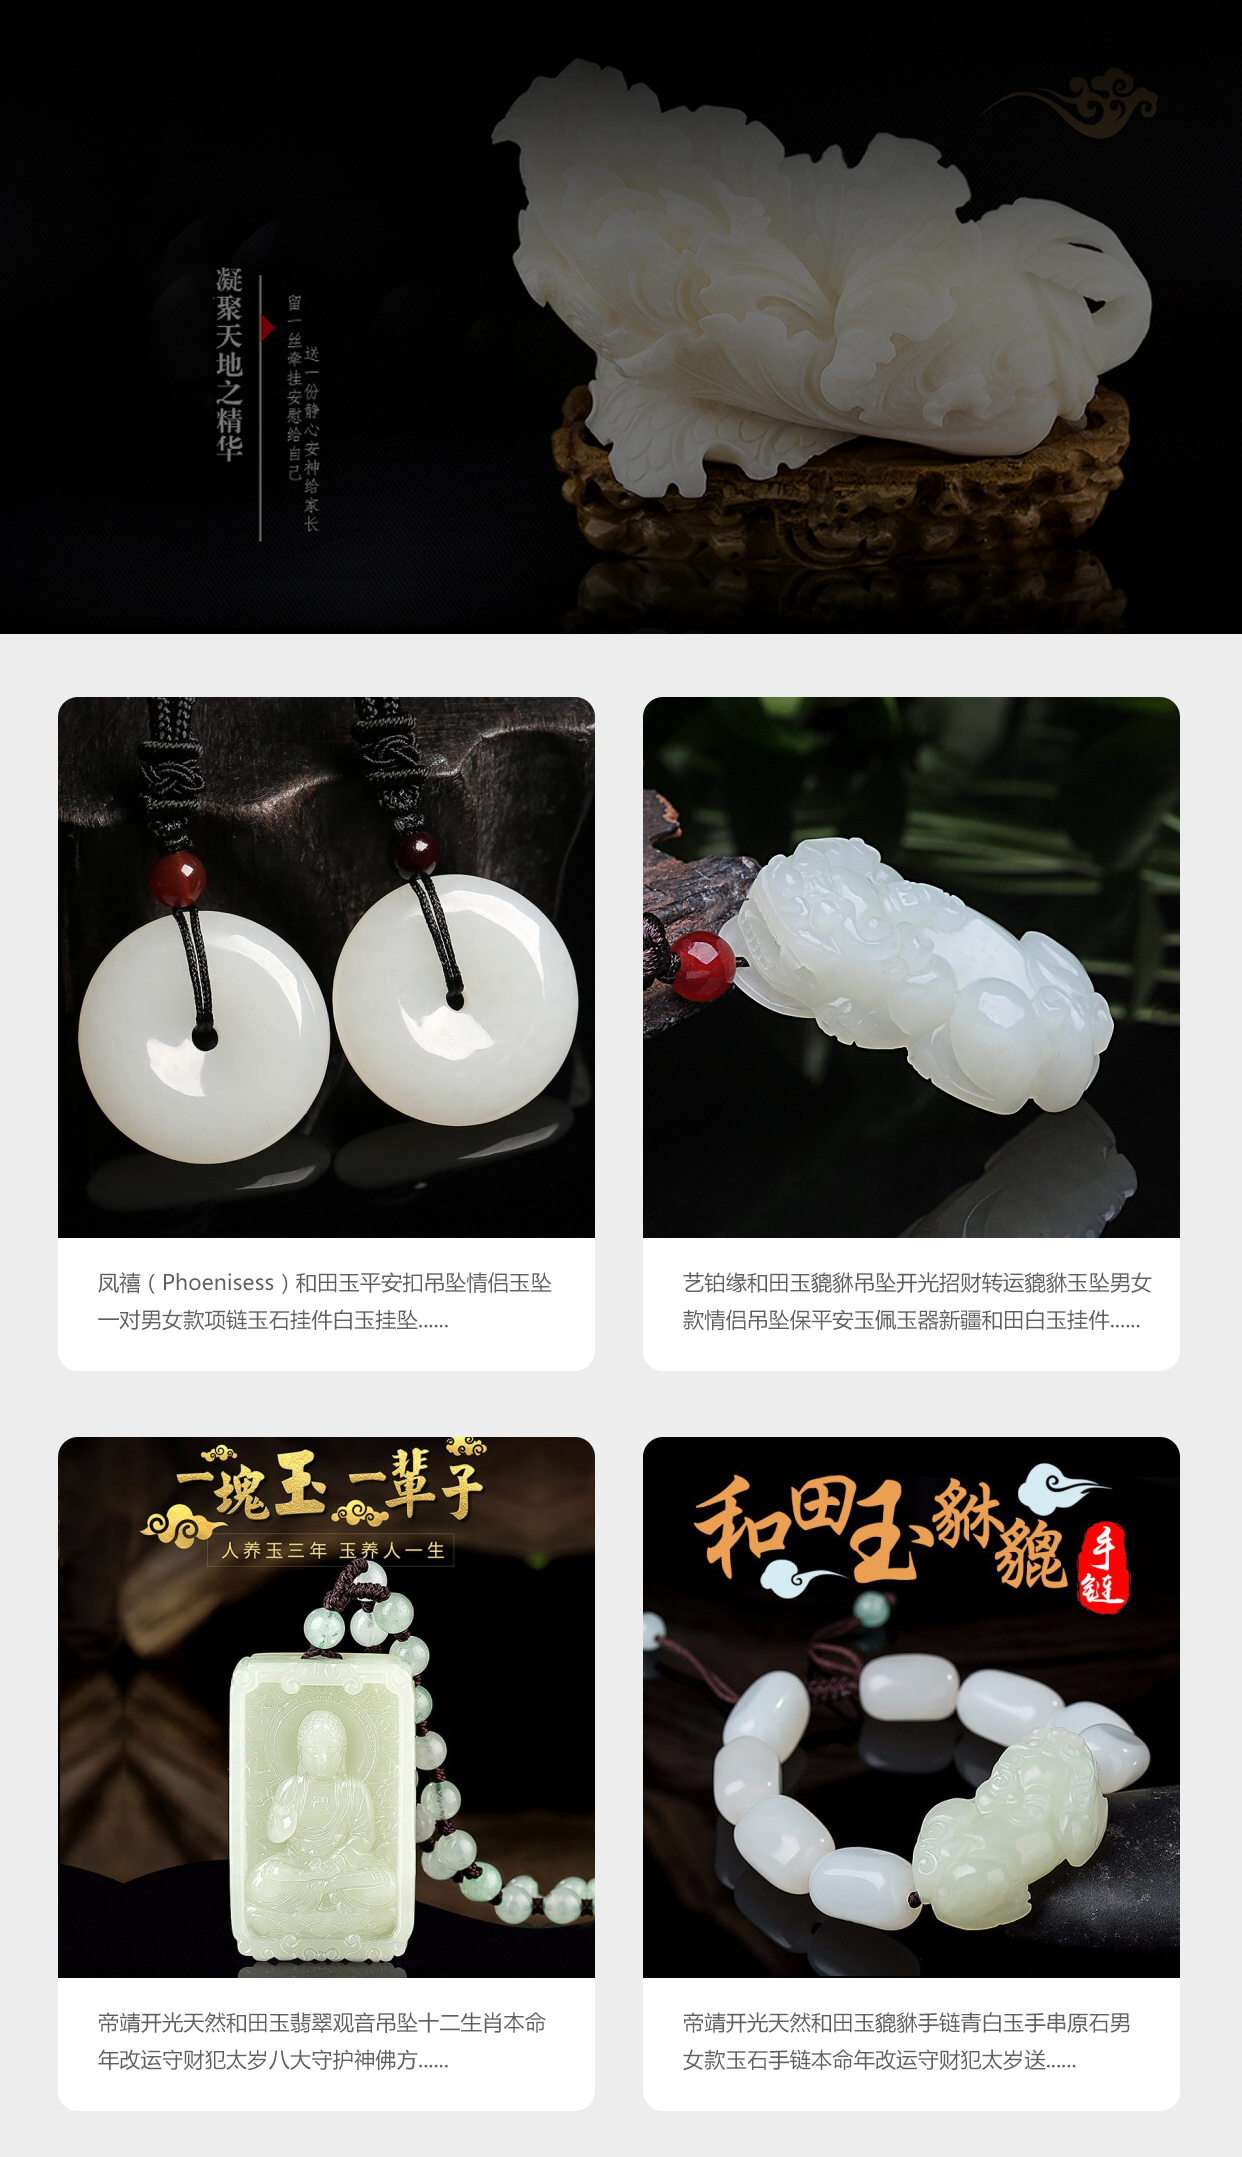 凝聚天地之精华
留一丝牵挂安慰给自己
送一份静心安神给家长
凤禧（Phoenisess）和田玉平安扣吊坠情侣玉坠
一对男女款项链玉石挂件白玉挂坠......
艺铂缘和田玉貔貅吊坠开光招财转运貔貅玉坠男女
款情侣吊坠保平安玉佩玉器新疆和田白玉挂件......
一块玉一辈子
人养玉三年 玉养人一生
帝靖开光天然和田玉翡翠观音吊坠十二生肖本命
年改运守财犯太岁八大守护神佛方......
和田玉貅貔
手链
帝靖开光天然和田玉貔貅手链青白玉手串原石男
女款玉石手链本命年改运守财犯太岁送......